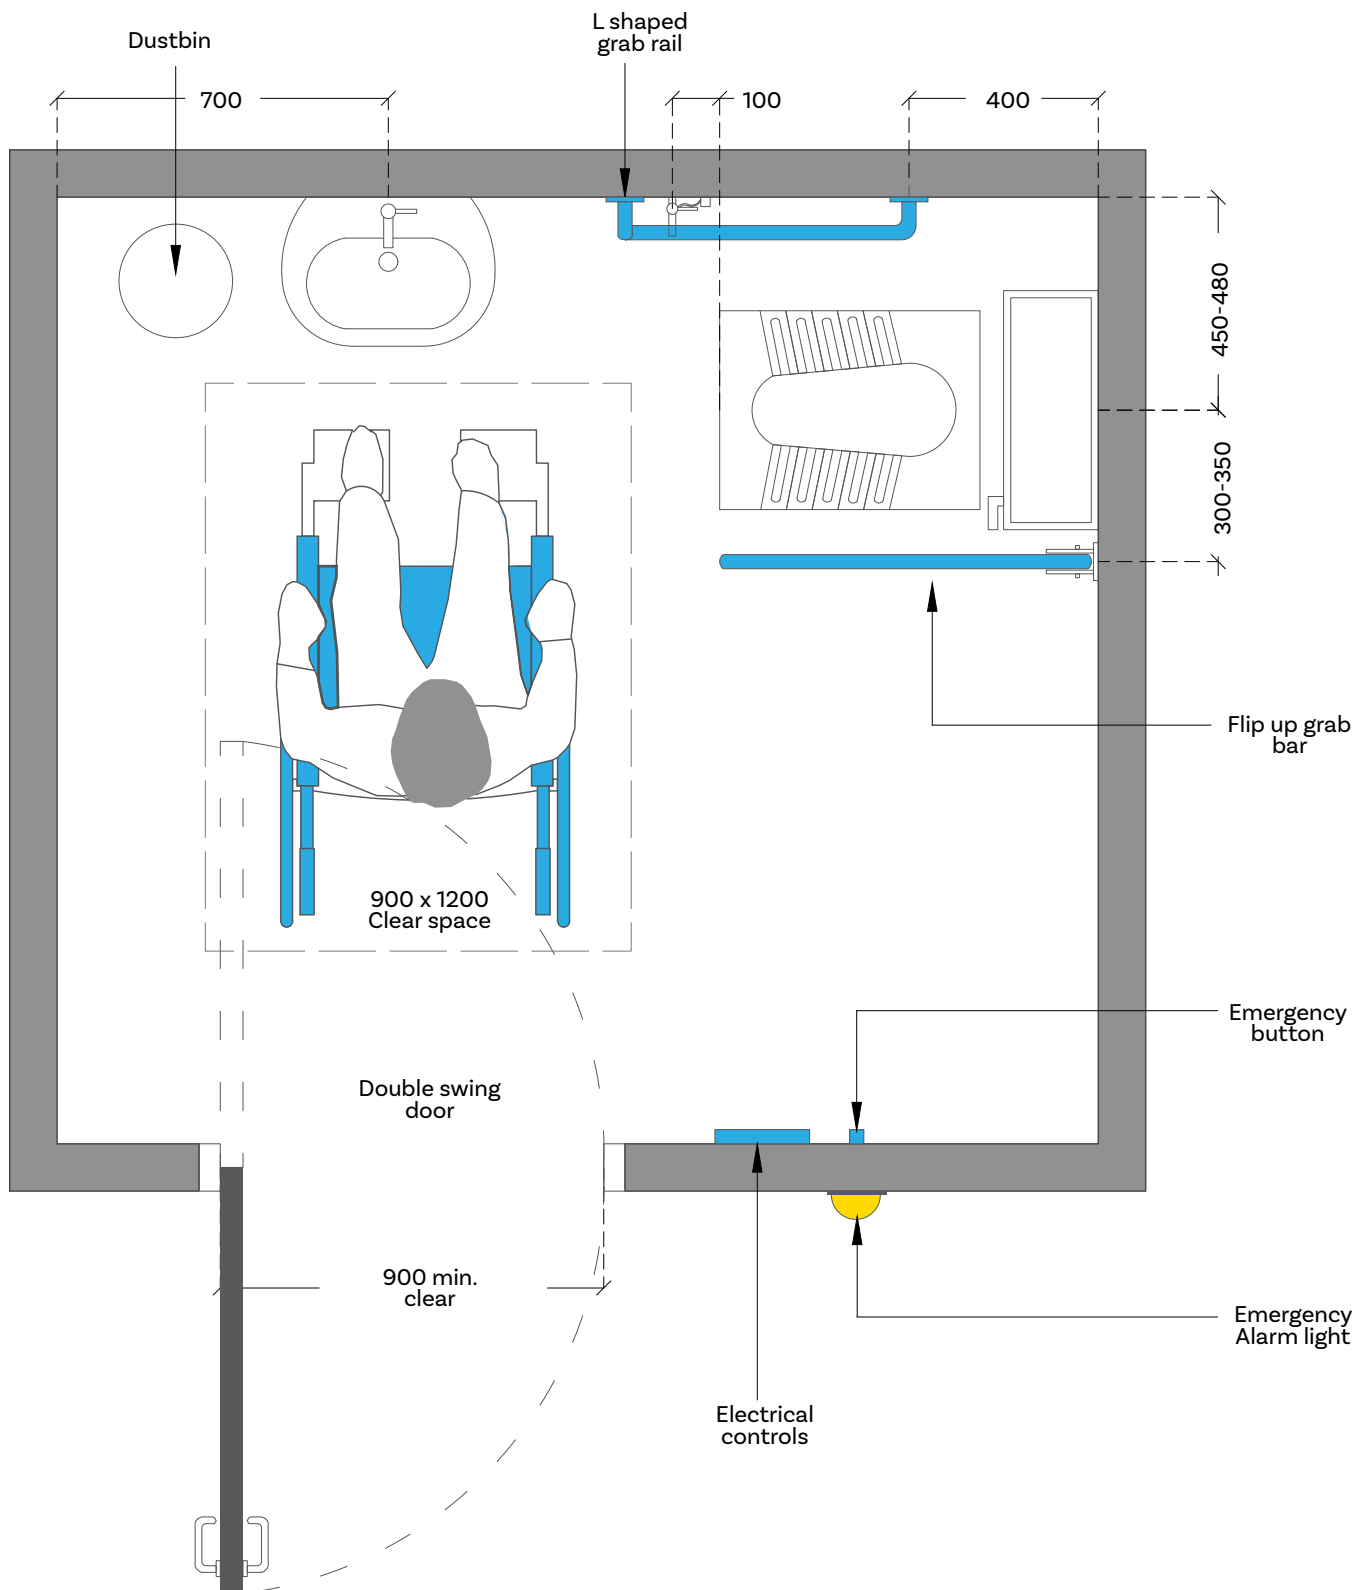 L shaped
grab rail
Dustbin
700
100
400
450-480
300-350
Flip up grab
bar
900 x 1200
Clear space
Emergency
button
Double swing
door
900 min.
clear
Emergency
Alarm light
Electrical
controls